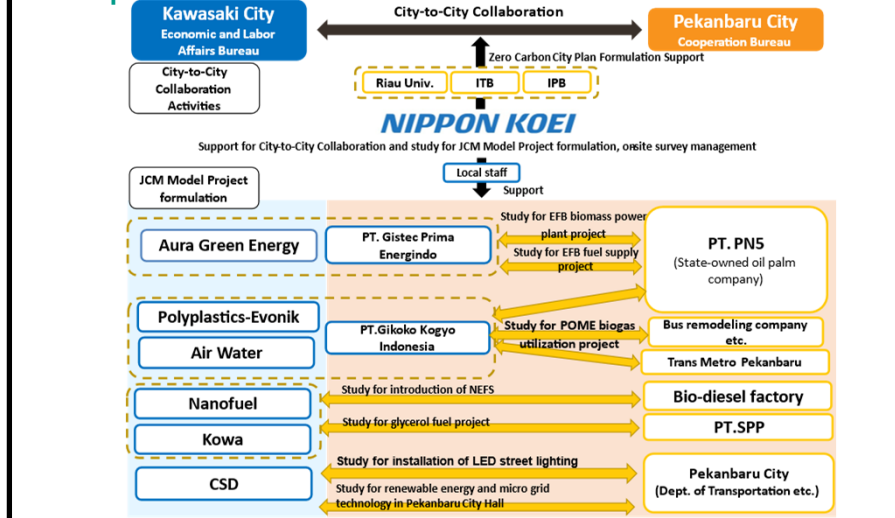 Kawasaki City
Economic and Labor
Affairs Bureau
City-to-City Collaboration
Pekanbaru City
Cooperation Bureau
Zero Carbon City Plan Formulation Support
City-to-City
Collaboration
Activities
Riau Univ.
ITB
IPB
NIPPON KOEI
Support for City-to-City Collaboration and study for JCM Model Project formulation, onsite survey management
Local staff
Support
JCM Model Project
formulation
Aura Green Energy
PT. Gistec Prima
Energindo
Study for EFB biomass power
plant project
Study for EFB fuel supply
project
PT. PN5
(State-owned oil palm
company)
Polyplastics-Evonik
Air Water
PT.Gikoko Kogyo
Indonesia
Study for POME biogas
utilization project
Bus remodeling company
etc.
Trans Metro Pekanbaru
Nanofuel
Kowa
Study for introduction of NEFS
Bio-diesel factory
Study for glycerol fuel project
PT.SPP
CSD
Study for installation of LED street lighting
Study for renewable energy and micro grid
technology in Pekanbaru City Hall
Pekanbaru City
(Dept. of Transportation etc.)